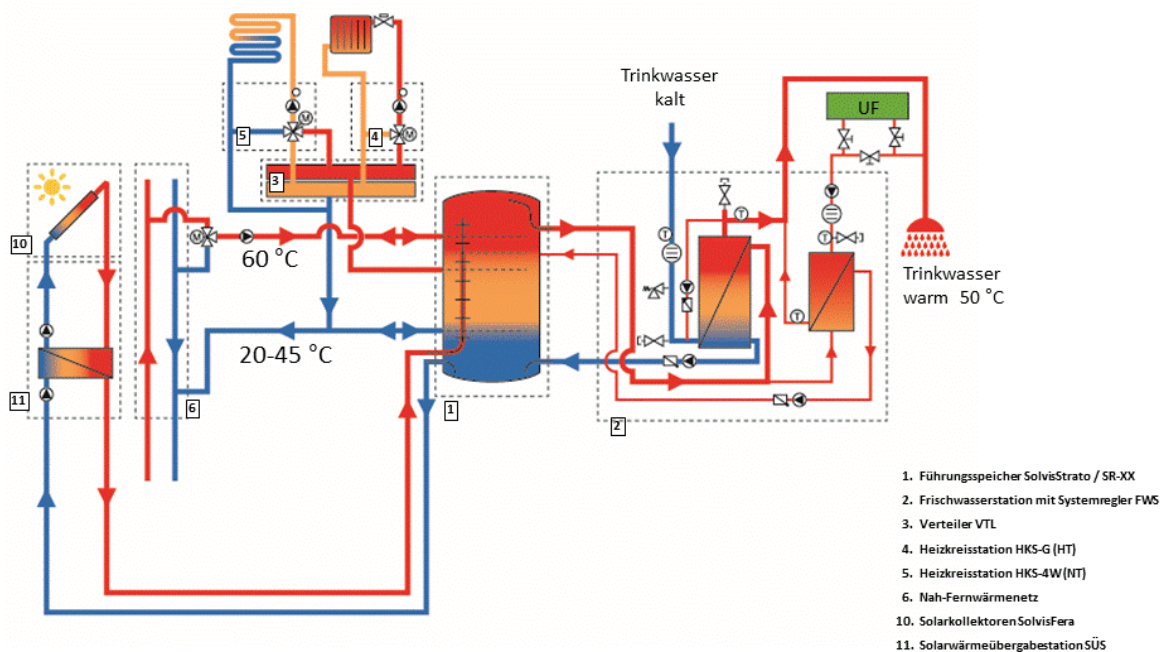 Trinkwasser
kalt
UF
M
5
4
M
3
T
T
10
M
60 °C
T
Trinkwasser
warm 50 °C
T
20-45 °C
11
6
1
2
1. Führungsspeicher SolvisStrato / SR-XX
2. Frischwasserstation mit Systemregler FWS
3. Verteiler VTL
4. Heizkreisstation HKS-G (HT)
5. Heizkreisstation HKS-4W (NT)
6. Nah-Fernwärmenetz
10. Solarkollektoren SolvisFera
11. Solarwärmeübergabestation SÜS